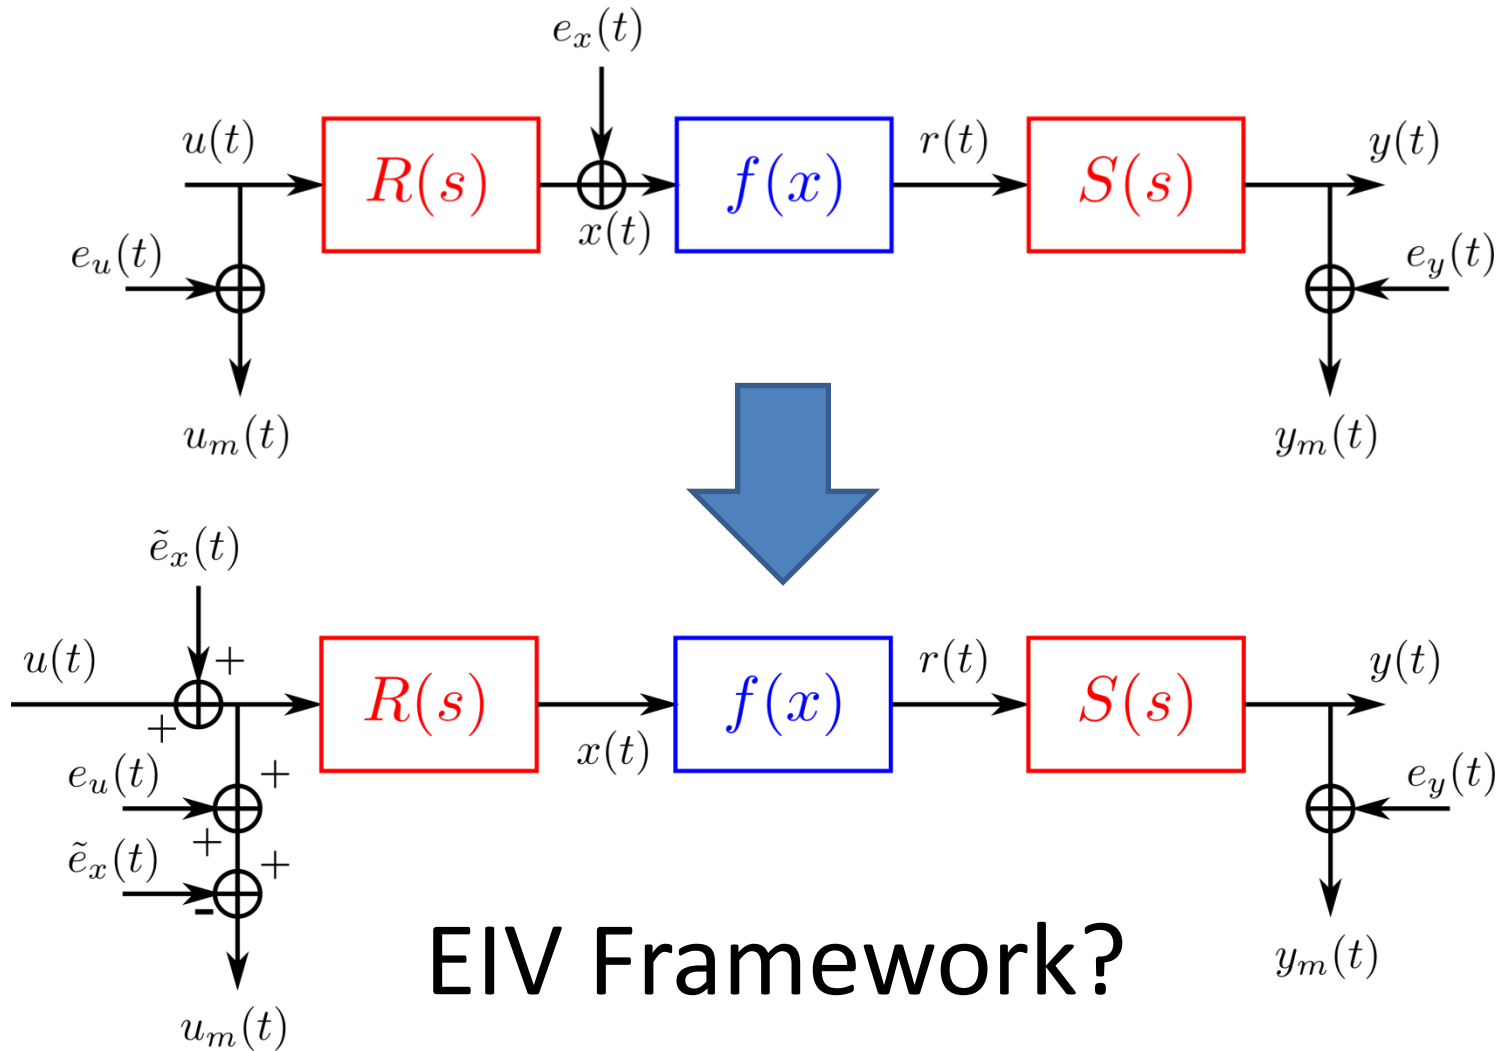 e_x(t)
u(t)
R(s)
f(x)
r(t)
S(s)
y(t)
x(t)
e_u(t)
e_y(t)
u_m(t)
y_m(t)
ẽ_x(t)
+
u(t)
R(s)
f(x)
r(t)
S(s)
y(t)
+
x(t)
e_u(t)
+
e_y(t)
+
ẽ_x(t)
+
-
EIV Framework?
y_m(t)
u_m(t)